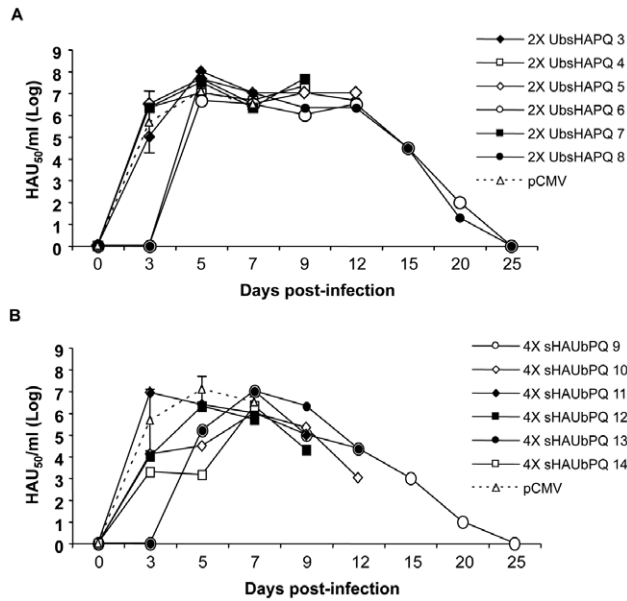 A
HAU50/ml (Log)
9
8
7
6
5
4
3
2
1
0
0 3 5 7 9 12 15 20 25
Days post-infection
2X UbsHAPQ 3
2X UbsHAPQ 4
2X UbsHAPQ 5
2X UbsHAPQ 6
2X UbsHAPQ 7
2X UbsHAPQ 8
pCMV
B
HAU50/ml (Log)
9
8
7
6
5
4
3
2
1
0
0 3 5 7 9 12 15 20 25
Days post-infection
4X sHAUbPQ 9
4X sHAUbPQ 10
4X sHAUbPQ 11
4X sHAUbPQ 12
4X sHAUbPQ 13
4X sHAUbPQ 14
pCMV